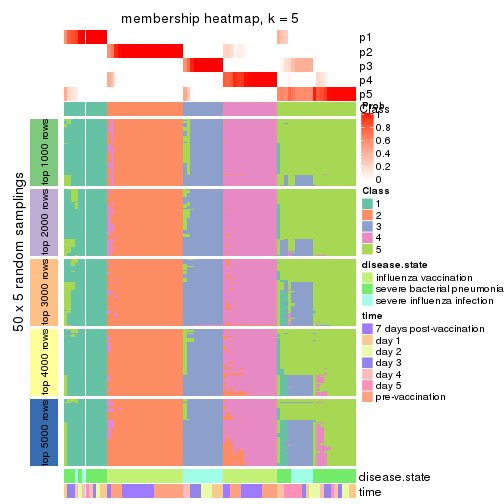 membership heatmap, k = 5
p1
p2
p3
p4
p5
Class
50 x 5 random samplings
top 1000 rows
top 2000 rows
top 3000 rows
top 4000 rows
top 5000 rows
disease.state
time
Prob
1
0.8
0.6
0.4
0.2
0
Class
1
2
3
4
5
disease.state
influenza vaccination
severe bacterial pneumonia
severe influenza infection
time
7 days post-vaccination
day 1
day 2
day 3
day 4
day 5
pre-vaccination